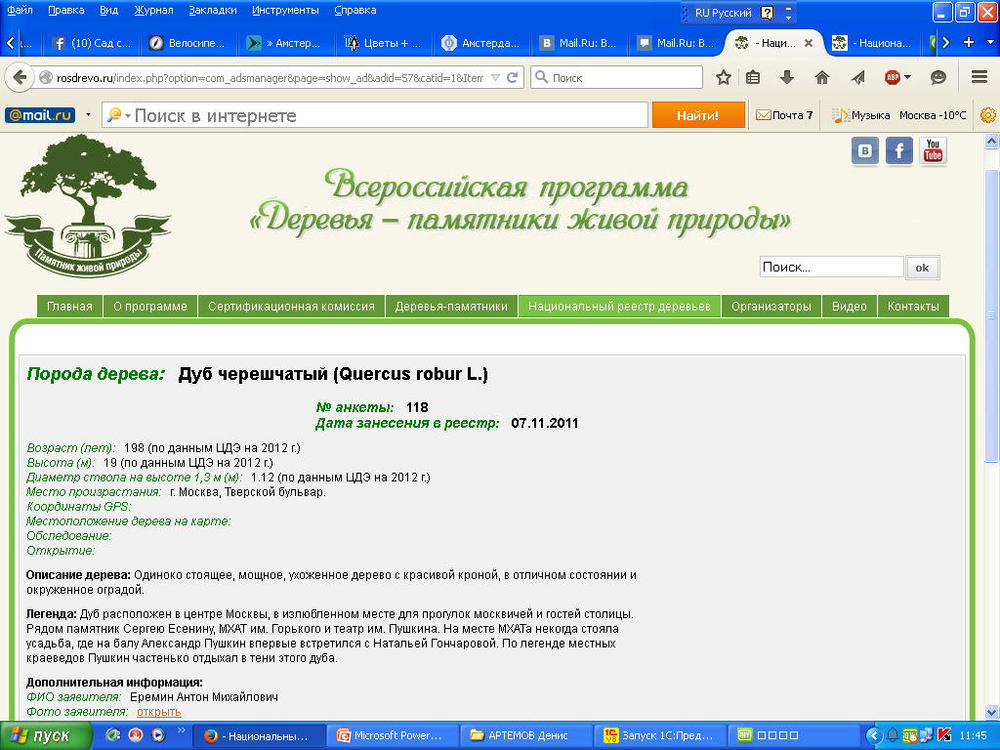 Файл Правка Вид Журнал Закладки Инструменты Справка RU Русский
(10) Сад с... Велосипе... » Амстер... Цветы + ... Амстерда... Mail.Ru: В... Mail.Ru: В... - Наци... - Национа...
rosdrevo.ru/index.php?option=com_adsmanager&page=show_ad&adid=57&catid=1&Item Поиск ABP
@mail.ru Поиск в интернете Найти! Почта 7 Музыка Москва -10°C
You Tube
Всероссийская программа
«Деревья – памятники живой природы»
Памятник живой природы
Поиск... ok
Главная О программе Сертификационная комиссия Деревья-памятники Национальный реестр деревьев Организаторы Видео Контакты
Порода дерева: Дуб черешчатый (Quercus robur L.)
№ анкеты: 118
Дата занесения в реестр: 07.11.2011
Возраст (лет): 198 (по данным ЦДЭ на 2012 г.)
Высота (м): 19 (по данным ЦДЭ на 2012 г.)
Диаметр ствола на высоте 1,3 м (м): 1.12 (по данным ЦДЭ на 2012 г.)
Место произрастания: г. Москва, Тверской бульвар.
Координаты GPS:
Местоположение дерева на карте:
Обследование:
Открытие:
Описание дерева: Одиноко стоящее, мощное, ухоженное дерево с красивой кроной, в отличном состоянии и
окруженное оградой.
Легенда: Дуб расположен в центре Москвы, в излюбленном месте для прогулок москвичей и гостей столицы.
Рядом памятник Сергею Есенину, МХАТ им. Горького и театр им. Пушкина. На месте МХАТа некогда стояла
усадьба, где на балу Александр Пушкин впервые встретился с Натальей Гончаровой. По легенде местных
краеведов Пушкин частенько отдыхал в тени этого дуба.
Дополнительная информация:
ФИО заявителя: Еремин Антон Михайлович
Фото заявителя: открыть
пуск - Национальны... Microsoft Power... АРТЕМОВ Денис Запуск 1С:Пред... 11:45